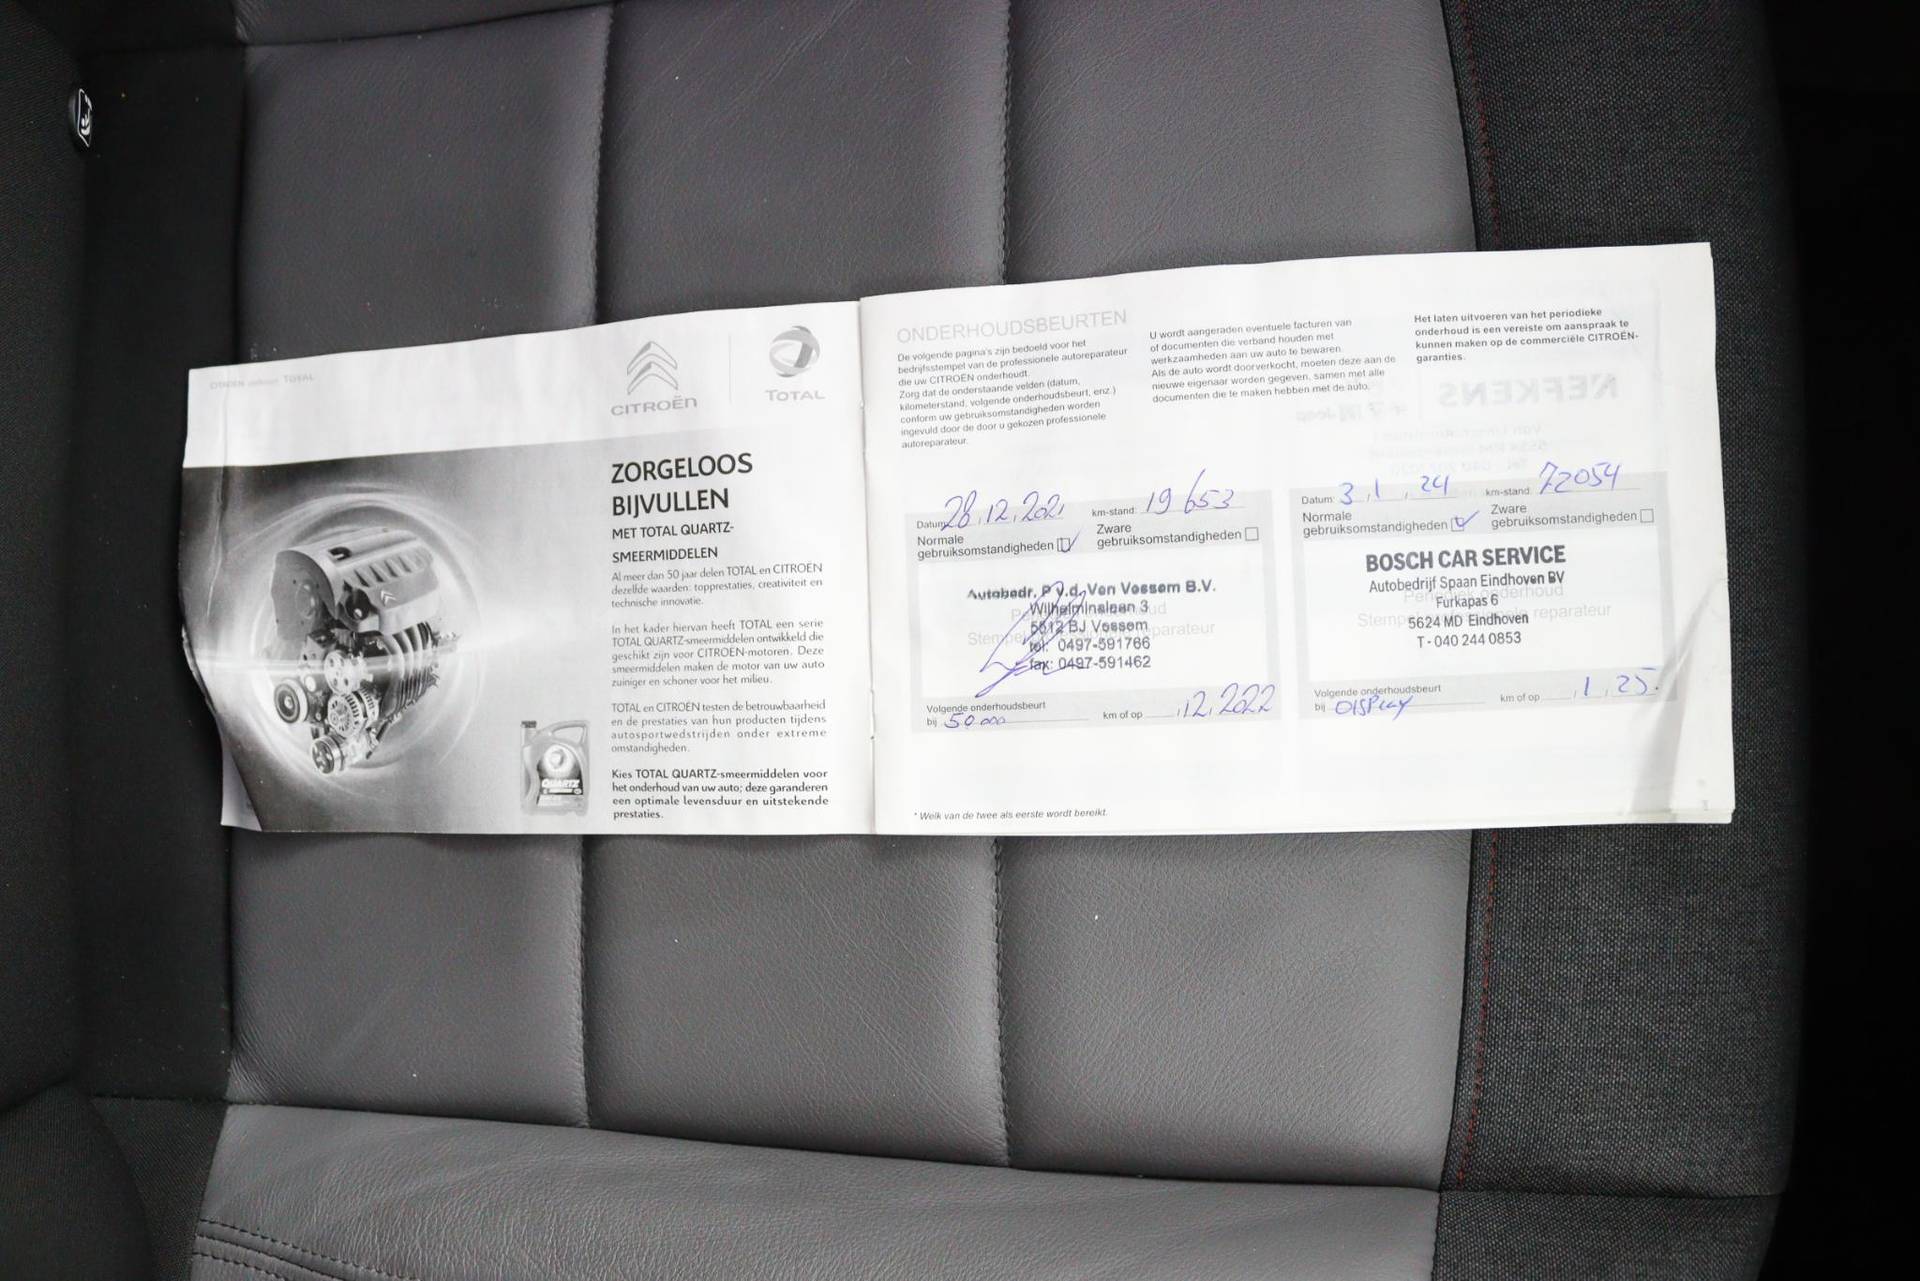 CITROËN
TOTAL
ZORGELOOS
BIJVULLEN
MET TOTAL QUARTZ-
SMEERMIDDELEN
Al meer dan 50 jaar delen TOTAL en CITROËN
dezelfde waarden: topprestaties, creativiteit en
technische innovatie.
In het kader hiervan heeft TOTAL een serie
TOTAL QUARTZ-smeermiddelen ontwikkeld die
geschikt zijn voor CITROËN-motoren. Deze
smeermiddelen maken de motor van uw auto
zuiniger en schoner voor het milieu.
TOTAL en CITROËN testen de betrouwbaarheid
en de prestaties van hun producten tijdens
autosportwedstrijden onder extreme
omstandigheden.
Kies TOTAL QUARTZ-smeermiddelen voor
het onderhoud van uw auto; deze garanderen
een optimale levensduur en uitstekende
prestaties.
QUARTZ
ONDERHOUDSBEURTEN
De volgende pagina's zijn bedoeld voor het
bedrijfsstempel van de professionele autoreparateur
die uw CITROËN onderhoudt.
Zorg dat de onderstaande velden (datum,
kilometerstand, volgende onderhoudsbeurt, enz.)
conform uw gebruiksomstandigheden worden
ingevuld door de door u gekozen professionele
autoreparateur.
U wordt aangeraden eventuele facturen van
of documenten die verband houden met
werkzaamheden aan uw auto te bewaren.
Als de auto wordt doorverkocht, moeten deze aan de
nieuwe eigenaar worden gegeven, samen met alle
documenten die te maken hebben met de auto.
Het laten uitvoeren van het periodieke
onderhoud is een vereiste om aanspraak te
kunnen maken op de commerciële CITROËN-
garanties.
Datum: 28.12.2021 km-stand: 19653
Normale
gebruiksomstandigheden
Zware
gebruiksomstandigheden
Autobedr. P.v.d. Ven Vessem B.V.
Wilhelminalaan 3
5512 BJ Vessem
tel: 0497-591766
fax: 0497-591462
Volgende onderhoudsbeurt
bij 50.000 km of op 12.2022
Datum: 3.1.24 km-stand: 72054
Normale
gebruiksomstandigheden
Zware
gebruiksomstandigheden
BOSCH CAR SERVICE
Autobedrijf Spaan Eindhoven BV
Furkapas 6
5624 MD Eindhoven
T - 040 244 0853
Volgende onderhoudsbeurt
bij DISPLAY km of op 1.25.
* Welk van de twee als eerste wordt bereikt.